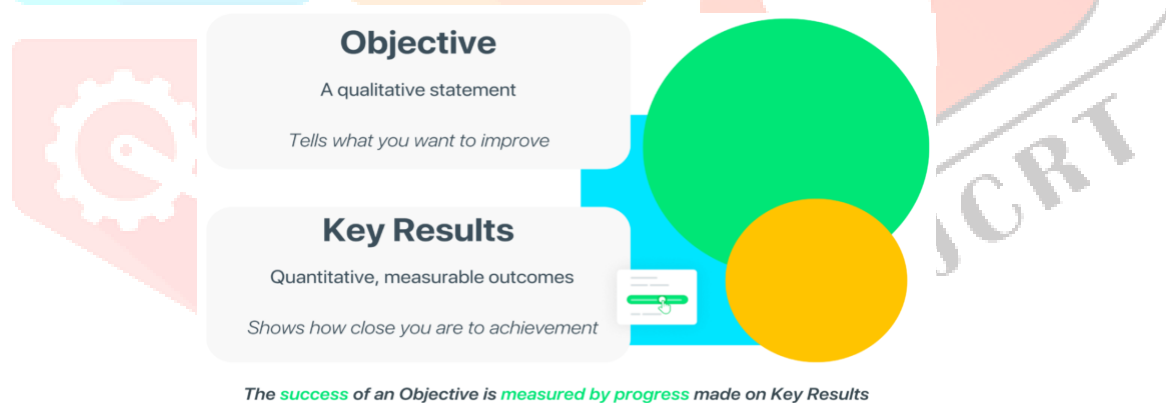 Objective
A qualitative statement
Tells what you want to improve
Key Results
Quantitative, measurable outcomes
Shows how close you are to achievement
The success of an Objective is measured by progress made on Key Results
JCRT